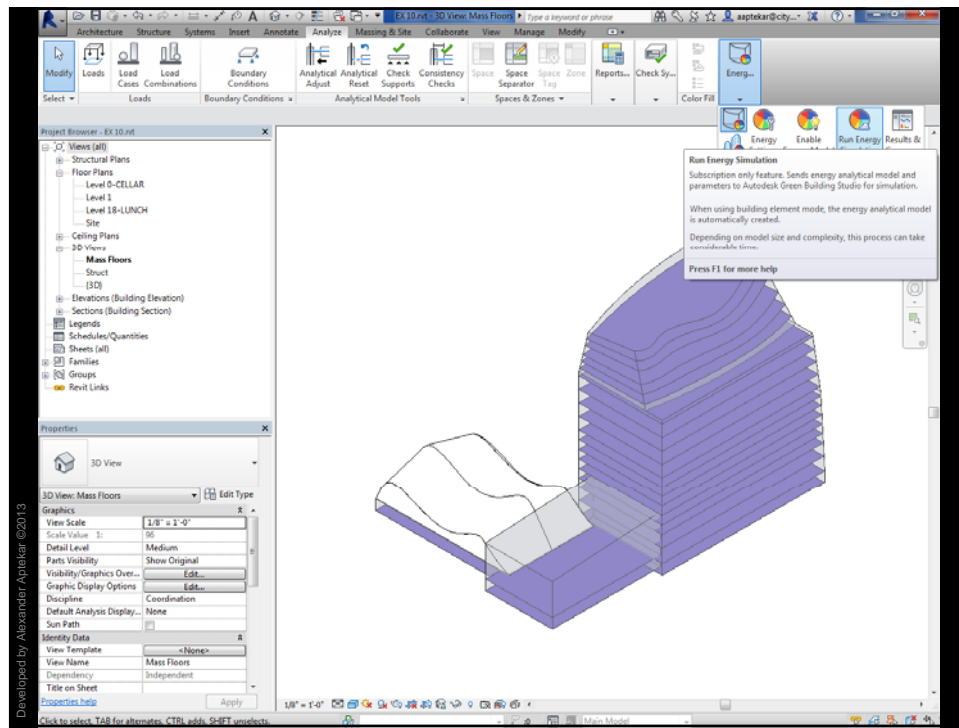 EX 10.rvt - 3D View: Mass Floors
Type a keyword or phrase
aaptekar@city...
Architecture Structure Systems Insert Annotate Analyze Massing & Site Collaborate View Manage Modify
Modify Loads Load Cases Load Combinations Boundary Conditions Analytical Adjust Analytical Reset Check Supports Consistency Checks Space Space Separator Space Tag Zone Reports... Check Sy... Energ...
Select Loads Boundary Conditions Analytical Model Tools Spaces & Zones Color Fill
Energy Enable Run Energy Results &
Run Energy Simulation
Subscription only feature. Sends energy analytical model and
parameters to Autodesk Green Building Studio for simulation.
When using building element mode, the energy analytical model
is automatically created.
Depending on model size and complexity, this process can take
considerable time.
Press F1 for more help
Project Browser - EX 10.rvt
Views (all)
Structural Plans
Floor Plans
Level 0-CELLAR
Level 1
Level 18-LUNCH
Site
Ceiling Plans
3D Views
Mass Floors
Struct
{3D}
Elevations (Building Elevation)
Sections (Building Section)
Legends
Schedules/Quantities
Sheets (all)
Families
Groups
Revit Links
Properties
3D View
3D View: Mass Floors Edit Type
Graphics
View Scale 1/8" = 1'-0"
Scale Value 1: 96
Detail Level Medium
Parts Visibility Show Original
Visibility/Graphics Over... Edit...
Graphic Display Options Edit...
Discipline Coordination
Default Analysis Display... None
Sun Path
Identity Data
View Template <None>
View Name Mass Floors
Dependency Independent
Title on Sheet
Properties help Apply
1/8" = 1'-0"
Click to select, TAB for alternates, CTRL adds, SHIFT unselects.
:0
Main Model
Developed by Alexander Aptekar ©2013